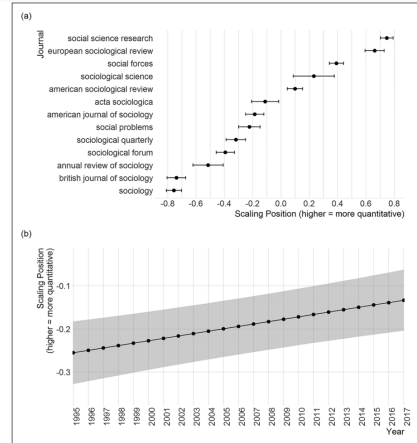 (a)
Journal
social science research
european sociological review
social forces
sociological science
american sociological review
acta sociologica
american journal of sociology
social problems
sociological quarterly
sociological forum
annual review of sociology
british journal of sociology
sociology
-0.8 -0.6 -0.4 -0.2 0.0 0.2 0.4 0.6 0.8
Scaling Position (higher = more quantitative)
(b)
Scaling Position
(higher = more quantitative)
-0.1
-0.2
-0.3
1995 1996 1997 1998 1999 2000 2001 2002 2003 2004 2005 2006 2007 2008 2009 2010 2011 2012 2013 2014 2015 2016 2017
Year